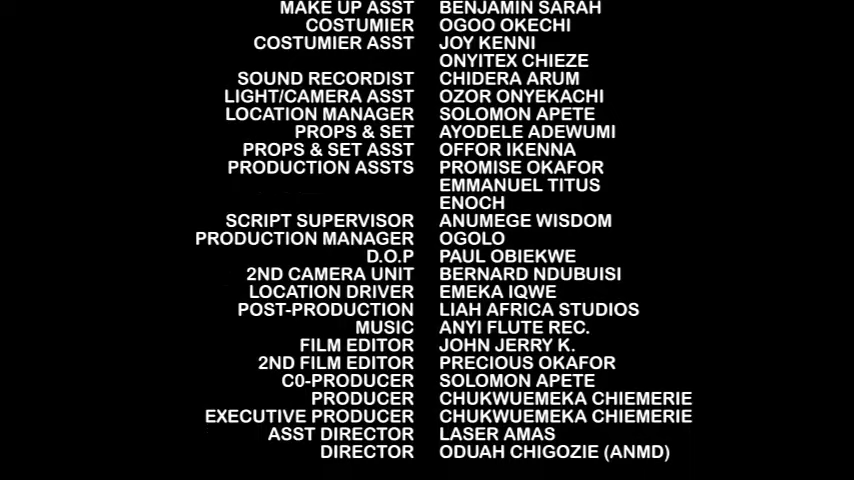 MAKE UP ASST BENJAMIN SARAH
COSTUMIER OGOO OKECHI
COSTUMIER ASST JOY KENNI
ONYITEX CHIEZE
SOUND RECORDIST CHIDERA ARUM
LIGHT/CAMERA ASST OZOR ONYEKACHI
LOCATION MANAGER SOLOMON APETE
PROPS & SET AYODELE ADEWUMI
PROPS & SET ASST OFFOR IKENNA
PRODUCTION ASSTS PROMISE OKAFOR
EMMANUEL TITUS
ENOCH
SCRIPT SUPERVISOR ANUMEGE WISDOM
PRODUCTION MANAGER OGOLO
D.O.P PAUL OBIEKWE
2ND CAMERA UNIT BERNARD NDUBUISI
LOCATION DRIVER EMEKA IQWE
POST-PRODUCTION LIAH AFRICA STUDIOS
MUSIC ANYI FLUTE REC.
FILM EDITOR JOHN JERRY K.
2ND FILM EDITOR PRECIOUS OKAFOR
C0-PRODUCER SOLOMON APETE
PRODUCER CHUKWUEMEKA CHIEMERIE
EXECUTIVE PRODUCER CHUKWUEMEKA CHIEMERIE
ASST DIRECTOR LASER AMAS
DIRECTOR ODUAH CHIGOZIE (ANMD)